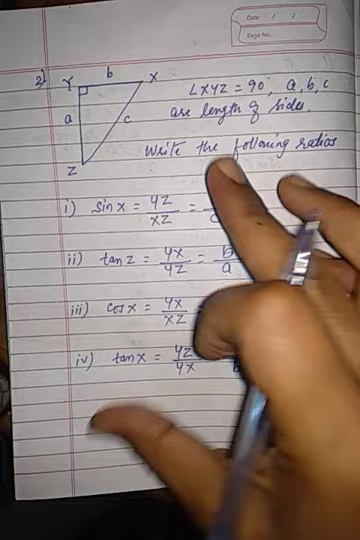 Date / /
Page No.
2)
Y b X
a c
Z
∠XYZ = 90°, a, b, c
are length of sides.
Write the following ratios
i) sin X = YZ/XZ =
ii) tan Z = YX/YZ = b/a
iii) cos X = YX/XZ
iv) tan X = YZ/YX